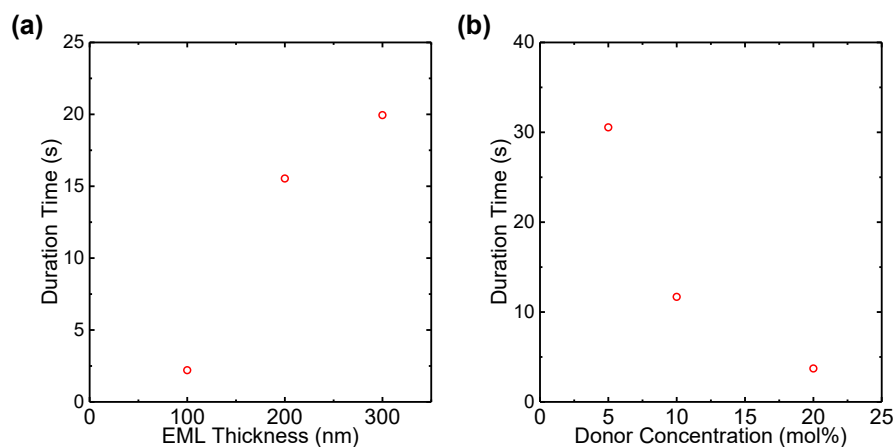 (a)
25
20
15
10
5
0
Duration Time (s)
0 100 200 300
EML Thickness (nm)
(b)
40
30
20
10
0
Duration Time (s)
0 5 10 15 20 25
Donor Concentration (mol%)